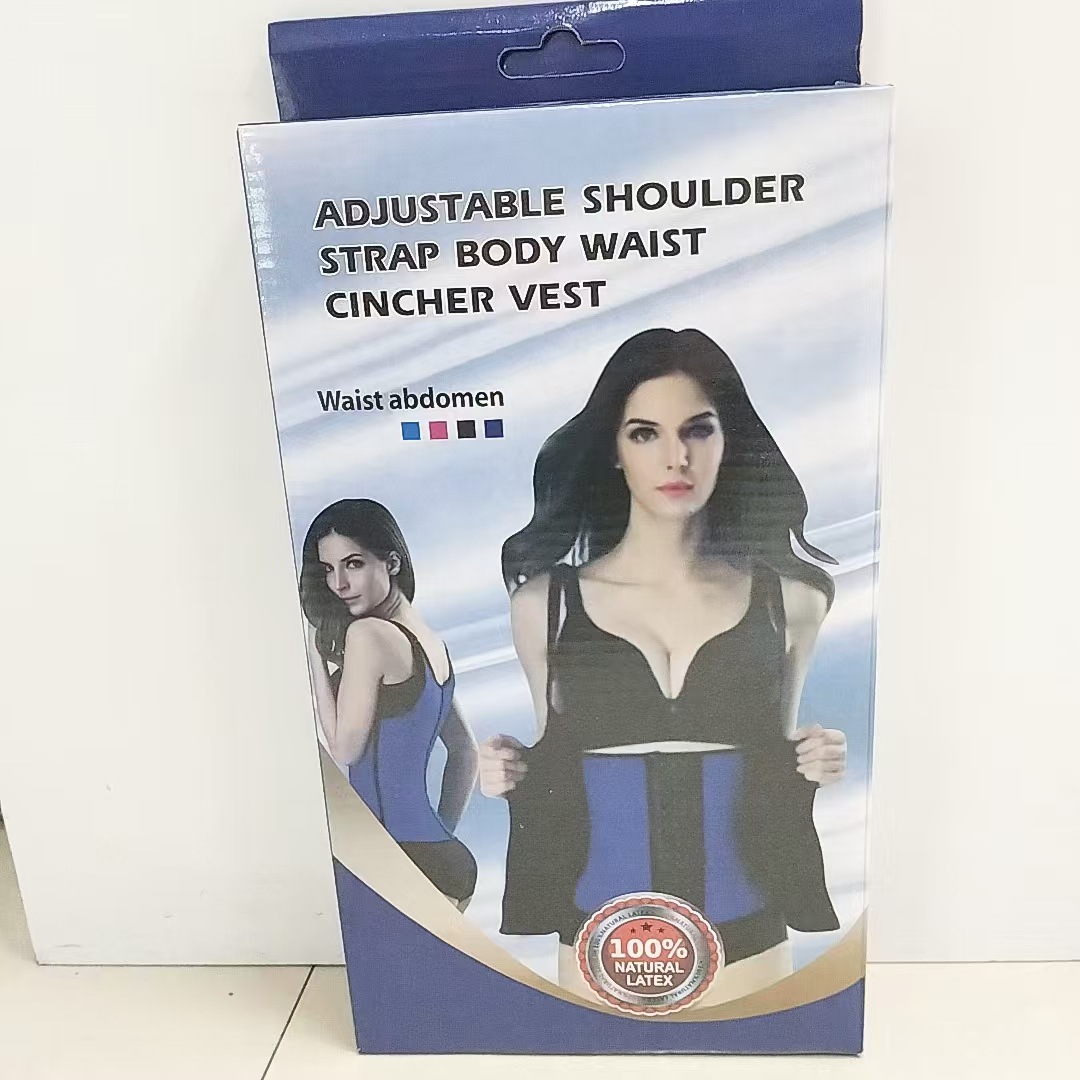 ADJUSTABLE SHOULDER
STRAP BODY WAIST
CINCHER VEST
Waist abdomen
100%
NATURAL
LATEX